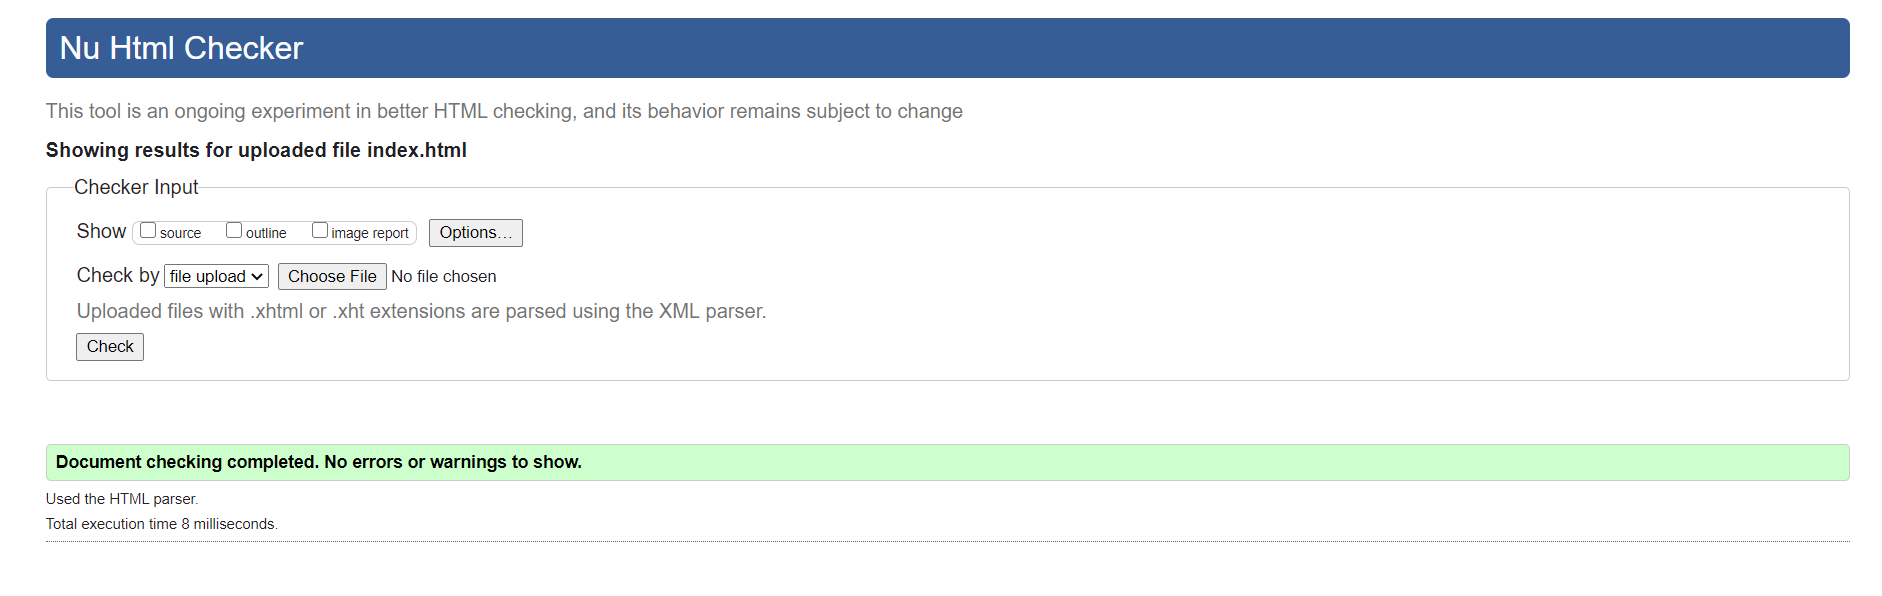 Nu Html Checker
This tool is an ongoing experiment in better HTML checking, and its behavior remains subject to change
Showing results for uploaded file index.html
Checker Input
Show source outline image report Options...
Check by file upload Choose File No file chosen
Uploaded files with .xhtml or .xht extensions are parsed using the XML parser.
Check
Document checking completed. No errors or warnings to show.
Used the HTML parser.
Total execution time 8 milliseconds.